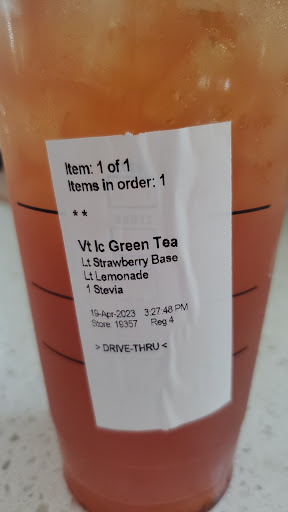 Item: 1 of 1
Items in order: 1
**
Vt Ic Green Tea
Lt Strawberry Base
Lt Lemonade
1 Stevia
19-Apr-2023 3:27:48 PM
Store: 19357 Reg 4
> DRIVE-THRU <